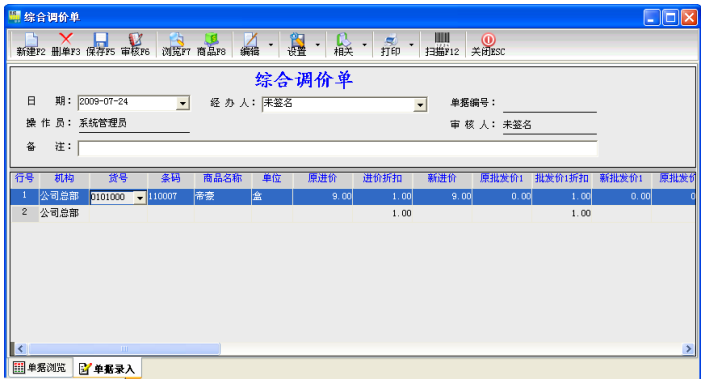 综合调价单
新建F2 删单F3 保存F5 审核F6 浏览F7 商品F8 编辑 设置 相关 打印 扫描F12 关闭ESC
综合调价单
日 期: 2009-07-24 经 办 人: 未签名 单据编号:
操 作 员: 系统管理员 审 核 人: 未签名
备 注:
行号 机构 货号 条码 商品名称 单位 原进价 进价折扣 新进价 原批发价1 批发价1折扣 新批发价1 原批发价
1 公司总部 0101000 110007 帝豪 盒 9.00 1.00 9.00 0.00 1.00 0.00 0
2 公司总部 1.00 1.00
单据浏览 单据录入